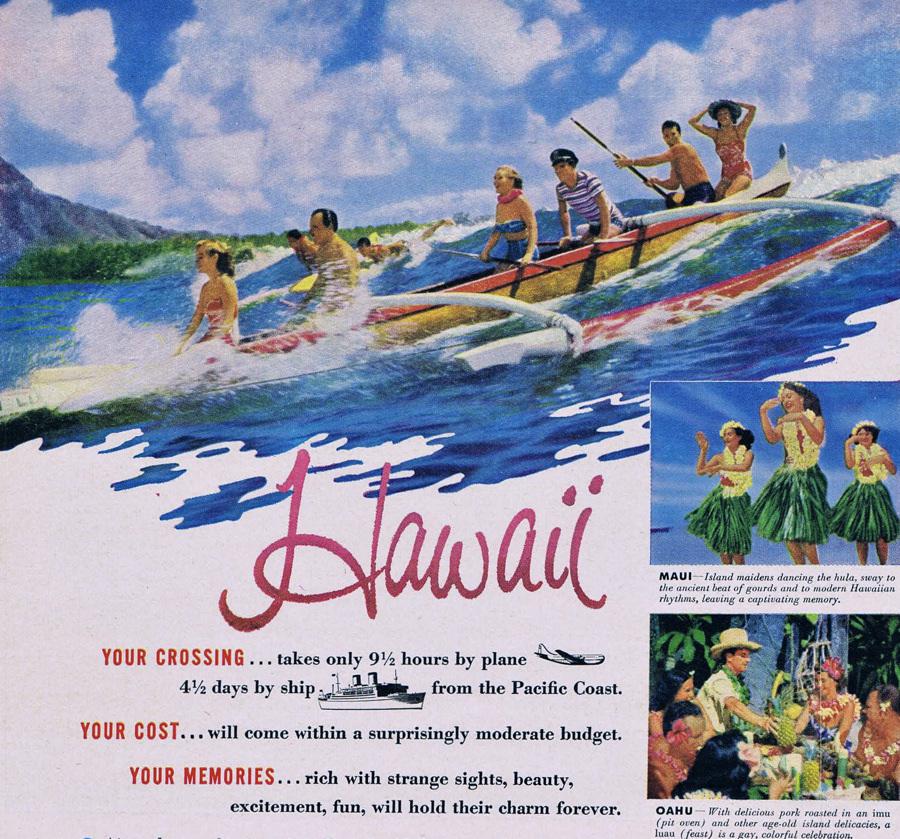 Hawaii
YOUR CROSSING... takes only 9½ hours by plane
4½ days by ship from the Pacific Coast.
YOUR COST... will come within a surprisingly moderate budget.
YOUR MEMORIES... rich with strange sights, beauty,
excitement, fun, will hold their charm forever.
MAUI—Island maidens dancing the hula, sway to
the ancient beat of gourds and to modern Hawaiian
rhythms, leaving a captivating memory.
OAHU—With delicious pork roasted in an imu
(pit oven) and other age-old island delicacies, a
luau (feast) is a gay, colorful celebration.